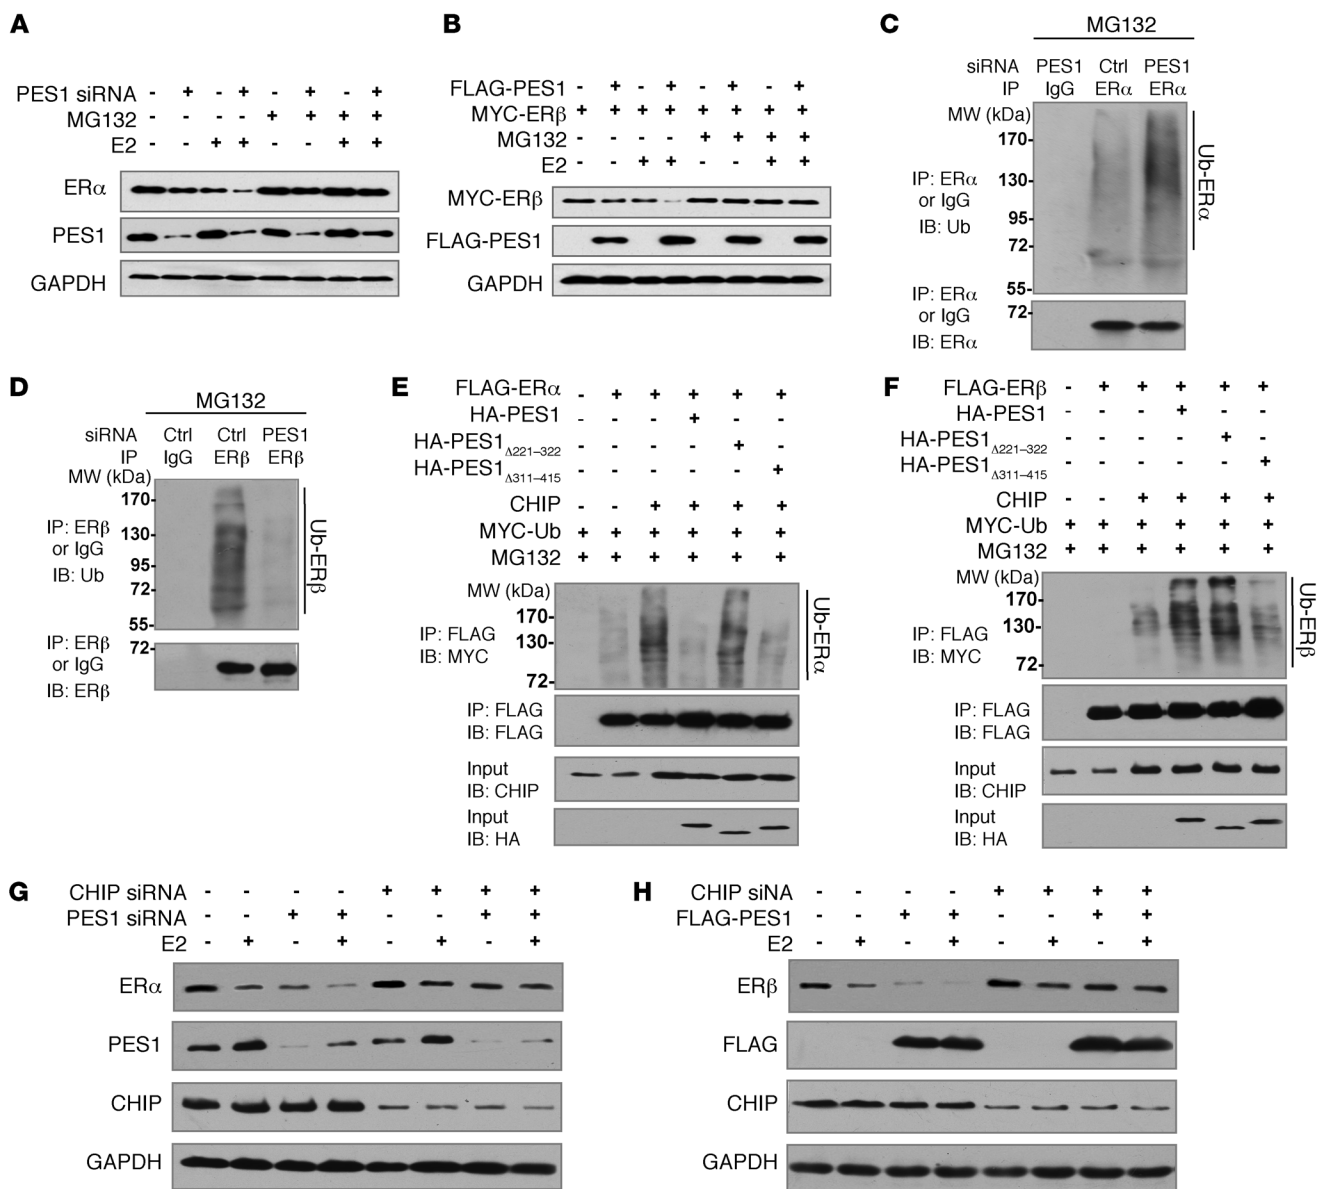 A
PES1 siRNA - + - + - + - +
MG132 - - - - + + + +
E2 - - + + - - + +
ERα
PES1
GAPDH
B
FLAG-PES1 - + - + - + - +
MYC-ERβ + + + + + + + +
MG132 - - - - + + + +
E2 - - + + - - + +
MYC-ERβ
FLAG-PES1
GAPDH
C
MG132
siRNA PES1 Ctrl PES1
IP IgG ERα ERα
MW (kDa)
170-
130-
95-
72-
55-
IP: ERα
or IgG
IB: Ub
Ub-ERα
IP: ERα
or IgG
IB: ERα
72-
D
MG132
siRNA Ctrl Ctrl PES1
IP IgG ERβ ERβ
MW (kDa)
170-
130-
95-
72-
55-
IP: ERβ
or IgG
IB: Ub
Ub-ERβ
IP: ERβ
or IgG
IB: ERβ
72-
E
FLAG-ERα - + + + + +
HA-PES1 - - - + - -
HA-PES1Δ221–322 - - - - + -
HA-PES1Δ311–415 - - - - - +
CHIP - - + + + +
MYC-Ub + + + + + +
MG132 + + + + + +
MW (kDa)
170-
130-
72-
IP: FLAG
IB: MYC
Ub-ERα
IP: FLAG
IB: FLAG
Input
IB: CHIP
Input
IB: HA
F
FLAG-ERβ - + + + + +
HA-PES1 - - - + - -
HA-PES1Δ221–322 - - - - + -
HA-PES1Δ311–415 - - - - - +
CHIP - - + + + +
MYC-Ub + + + + + +
MG132 + + + + + +
MW (kDa)
170-
130-
72-
IP: FLAG
IB: MYC
Ub-ERβ
IP: FLAG
IB: FLAG
Input
IB: CHIP
Input
IB: HA
G
CHIP siRNA - - - - + + + +
PES1 siRNA - - + + - - + +
E2 - + - + - + - +
ERα
PES1
CHIP
GAPDH
H
CHIP siNA - - - - + + + +
FLAG-PES1 - - + + - - + +
E2 - + - + - + - +
ERβ
FLAG
CHIP
GAPDH